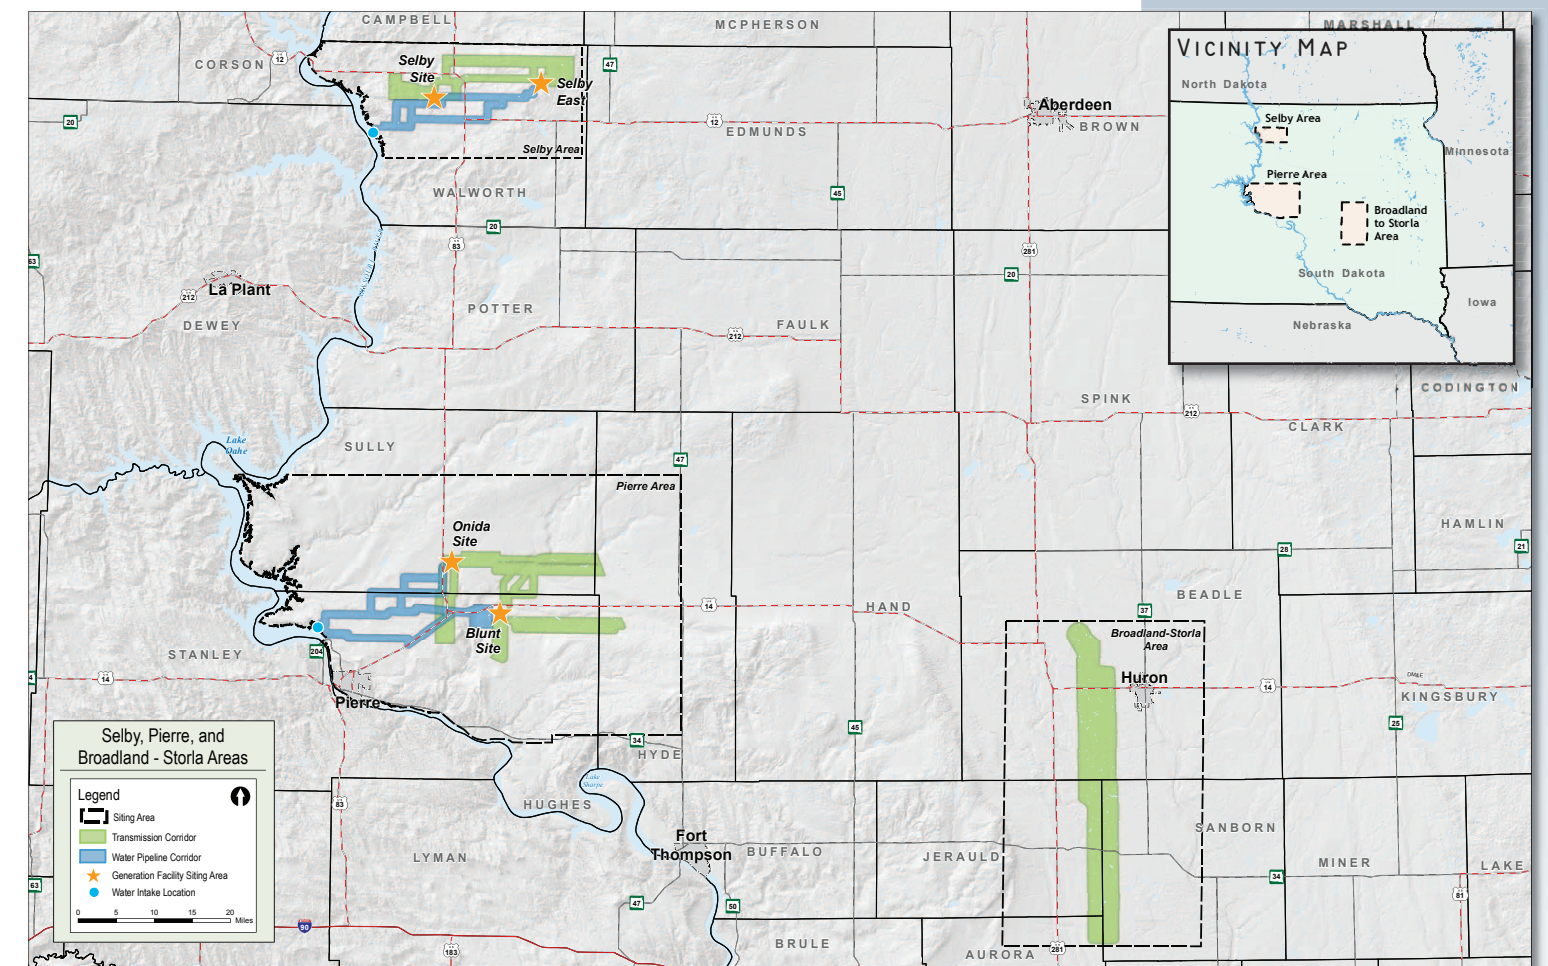 CAMPBELL
MCPHERSON
MARSHALL
VICINITY MAP
North Dakota
Selby Area
Minnesota
Pierre Area
Broadland
to Storla
Area
South Dakota
Iowa
Nebraska
CORSON
12
Selby
Site
Selby
East
47
20
Aberdeen
12
EDMUNDS
BROWN
Selby Area
WALWORTH
45
20
83
281
63
20
La Plant
212
DEWEY
POTTER
FAULK
212
CODINGTON
SPINK
212
CLARK
Lake
Oahe
SULLY
47
Pierre Area
Onida
Site
HAMLIN
28
21
BEADLE
14
HAND
37
Blunt
Site
Broadland-Storla
Area
204
STANLEY
14
Huron
14
DM&E
KINGSBURY
Pierre
45
25
34
HYDE
Lake
Sharpe
83
HUGHES
Fort
Thompson
BUFFALO
JERAULD
SANBORN
MINER
LAKE
LYMAN
34
63
47
50
81
90
183
BRULE
281
AURORA
Selby, Pierre, and
Broadland - Storla Areas
Legend
Siting Area
Transmission Corridor
Water Pipeline Corridor
Generation Facility Siting Area
Water Intake Location
0 5 10 15 20
Miles